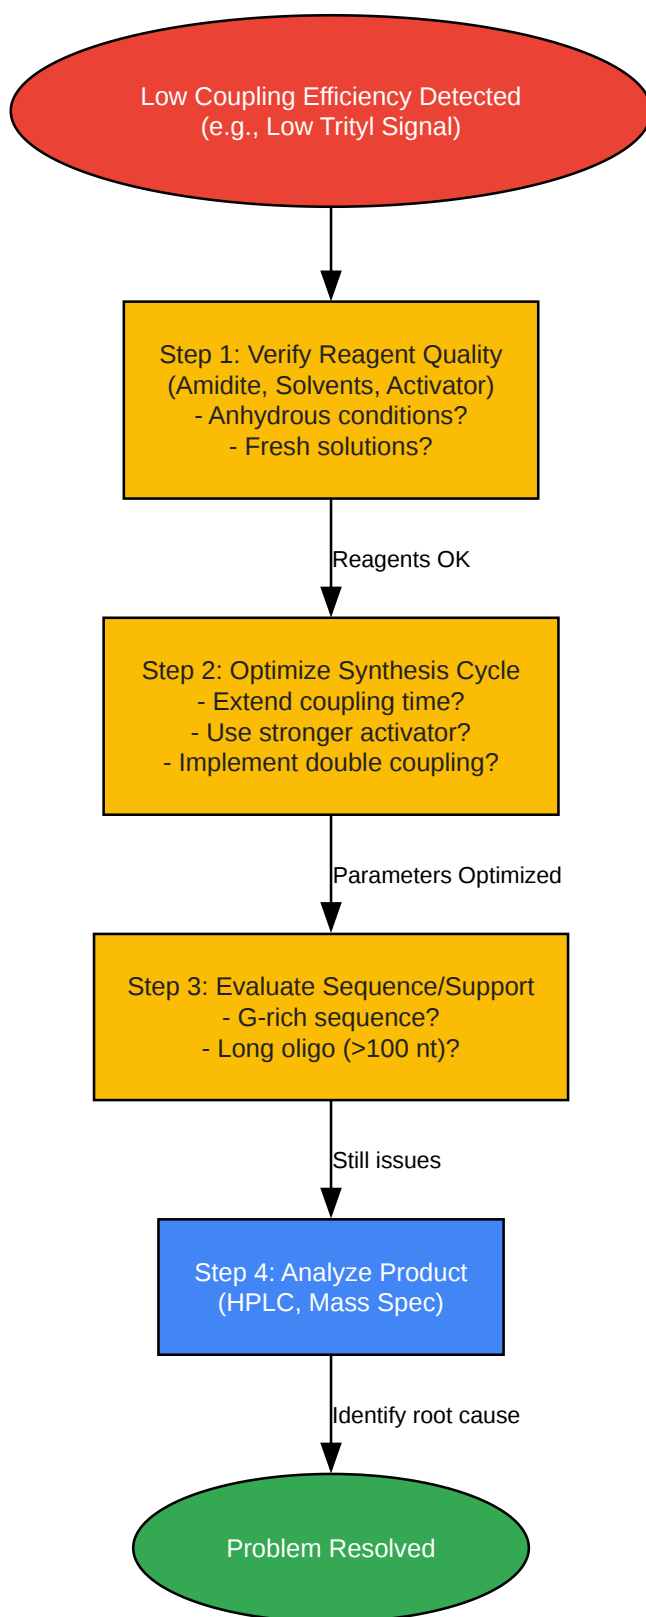 Low Coupling Efficiency Detected
(e.g., Low Trityl Signal)
Step 1: Verify Reagent Quality
(Amidite, Solvents, Activator)
- Anhydrous conditions?
- Fresh solutions?
Reagents OK
Step 2: Optimize Synthesis Cycle
- Extend coupling time?
- Use stronger activator?
- Implement double coupling?
Parameters Optimized
Step 3: Evaluate Sequence/Support
- G-rich sequence?
- Long oligo (>100 nt)?
Still issues
Step 4: Analyze Product
(HPLC, Mass Spec)
Identify root cause
Problem Resolved